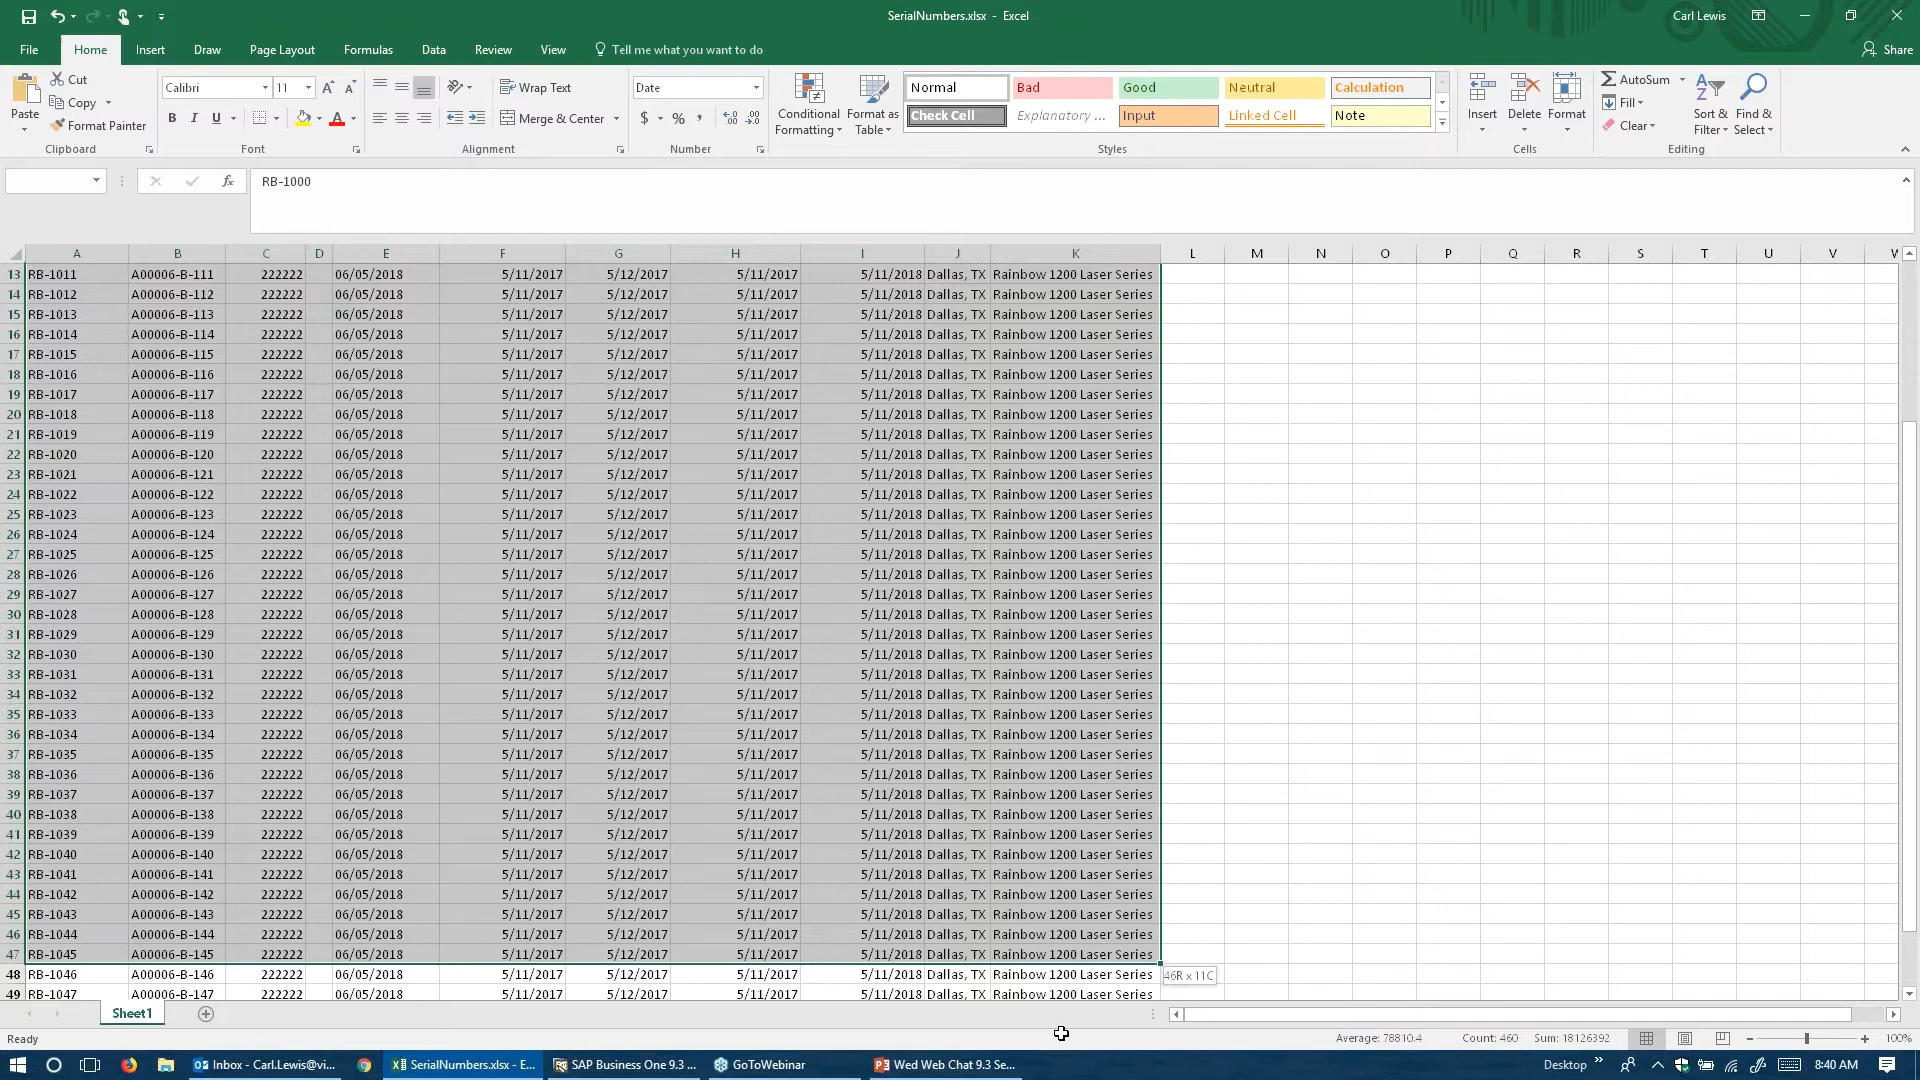 SerialNumbers.xlsx - Excel
Carl Lewis
File Home Insert Draw Page Layout Formulas Data Review View Tell me what you want to do Share
Paste
Cut
Copy
Format Painter
Clipboard
Calibri 11
B I U
Font
Wrap Text
Merge & Center
Alignment
Date
$ % ,
Number
Conditional Formatting
Format as Table
Normal Bad Good Neutral Calculation
Check Cell Explanatory ... Input Linked Cell Note
Styles
Insert Delete Format
Cells
AutoSum
Fill
Clear
Sort & Filter
Find & Select
Editing
fx RB-1000
A B C D E F G H I J K L M N O P Q R S T U V W
13 RB-1011 A00006-B-111 222222 06/05/2018 5/11/2017 5/12/2017 5/11/2017 5/11/2018 Dallas, TX Rainbow 1200 Laser Series
14 RB-1012 A00006-B-112 222222 06/05/2018 5/11/2017 5/12/2017 5/11/2017 5/11/2018 Dallas, TX Rainbow 1200 Laser Series
15 RB-1013 A00006-B-113 222222 06/05/2018 5/11/2017 5/12/2017 5/11/2017 5/11/2018 Dallas, TX Rainbow 1200 Laser Series
16 RB-1014 A00006-B-114 222222 06/05/2018 5/11/2017 5/12/2017 5/11/2017 5/11/2018 Dallas, TX Rainbow 1200 Laser Series
17 RB-1015 A00006-B-115 222222 06/05/2018 5/11/2017 5/12/2017 5/11/2017 5/11/2018 Dallas, TX Rainbow 1200 Laser Series
18 RB-1016 A00006-B-116 222222 06/05/2018 5/11/2017 5/12/2017 5/11/2017 5/11/2018 Dallas, TX Rainbow 1200 Laser Series
19 RB-1017 A00006-B-117 222222 06/05/2018 5/11/2017 5/12/2017 5/11/2017 5/11/2018 Dallas, TX Rainbow 1200 Laser Series
20 RB-1018 A00006-B-118 222222 06/05/2018 5/11/2017 5/12/2017 5/11/2017 5/11/2018 Dallas, TX Rainbow 1200 Laser Series
21 RB-1019 A00006-B-119 222222 06/05/2018 5/11/2017 5/12/2017 5/11/2017 5/11/2018 Dallas, TX Rainbow 1200 Laser Series
22 RB-1020 A00006-B-120 222222 06/05/2018 5/11/2017 5/12/2017 5/11/2017 5/11/2018 Dallas, TX Rainbow 1200 Laser Series
23 RB-1021 A00006-B-121 222222 06/05/2018 5/11/2017 5/12/2017 5/11/2017 5/11/2018 Dallas, TX Rainbow 1200 Laser Series
24 RB-1022 A00006-B-122 222222 06/05/2018 5/11/2017 5/12/2017 5/11/2017 5/11/2018 Dallas, TX Rainbow 1200 Laser Series
25 RB-1023 A00006-B-123 222222 06/05/2018 5/11/2017 5/12/2017 5/11/2017 5/11/2018 Dallas, TX Rainbow 1200 Laser Series
26 RB-1024 A00006-B-124 222222 06/05/2018 5/11/2017 5/12/2017 5/11/2017 5/11/2018 Dallas, TX Rainbow 1200 Laser Series
27 RB-1025 A00006-B-125 222222 06/05/2018 5/11/2017 5/12/2017 5/11/2017 5/11/2018 Dallas, TX Rainbow 1200 Laser Series
28 RB-1026 A00006-B-126 222222 06/05/2018 5/11/2017 5/12/2017 5/11/2017 5/11/2018 Dallas, TX Rainbow 1200 Laser Series
29 RB-1027 A00006-B-127 222222 06/05/2018 5/11/2017 5/12/2017 5/11/2017 5/11/2018 Dallas, TX Rainbow 1200 Laser Series
30 RB-1028 A00006-B-128 222222 06/05/2018 5/11/2017 5/12/2017 5/11/2017 5/11/2018 Dallas, TX Rainbow 1200 Laser Series
31 RB-1029 A00006-B-129 222222 06/05/2018 5/11/2017 5/12/2017 5/11/2017 5/11/2018 Dallas, TX Rainbow 1200 Laser Series
32 RB-1030 A00006-B-130 222222 06/05/2018 5/11/2017 5/12/2017 5/11/2017 5/11/2018 Dallas, TX Rainbow 1200 Laser Series
33 RB-1031 A00006-B-131 222222 06/05/2018 5/11/2017 5/12/2017 5/11/2017 5/11/2018 Dallas, TX Rainbow 1200 Laser Series
34 RB-1032 A00006-B-132 222222 06/05/2018 5/11/2017 5/12/2017 5/11/2017 5/11/2018 Dallas, TX Rainbow 1200 Laser Series
35 RB-1033 A00006-B-133 222222 06/05/2018 5/11/2017 5/12/2017 5/11/2017 5/11/2018 Dallas, TX Rainbow 1200 Laser Series
36 RB-1034 A00006-B-134 222222 06/05/2018 5/11/2017 5/12/2017 5/11/2017 5/11/2018 Dallas, TX Rainbow 1200 Laser Series
37 RB-1035 A00006-B-135 222222 06/05/2018 5/11/2017 5/12/2017 5/11/2017 5/11/2018 Dallas, TX Rainbow 1200 Laser Series
38 RB-1036 A00006-B-136 222222 06/05/2018 5/11/2017 5/12/2017 5/11/2017 5/11/2018 Dallas, TX Rainbow 1200 Laser Series
39 RB-1037 A00006-B-137 222222 06/05/2018 5/11/2017 5/12/2017 5/11/2017 5/11/2018 Dallas, TX Rainbow 1200 Laser Series
40 RB-1038 A00006-B-138 222222 06/05/2018 5/11/2017 5/12/2017 5/11/2017 5/11/2018 Dallas, TX Rainbow 1200 Laser Series
41 RB-1039 A00006-B-139 222222 06/05/2018 5/11/2017 5/12/2017 5/11/2017 5/11/2018 Dallas, TX Rainbow 1200 Laser Series
42 RB-1040 A00006-B-140 222222 06/05/2018 5/11/2017 5/12/2017 5/11/2017 5/11/2018 Dallas, TX Rainbow 1200 Laser Series
43 RB-1041 A00006-B-141 222222 06/05/2018 5/11/2017 5/12/2017 5/11/2017 5/11/2018 Dallas, TX Rainbow 1200 Laser Series
44 RB-1042 A00006-B-142 222222 06/05/2018 5/11/2017 5/12/2017 5/11/2017 5/11/2018 Dallas, TX Rainbow 1200 Laser Series
45 RB-1043 A00006-B-143 222222 06/05/2018 5/11/2017 5/12/2017 5/11/2017 5/11/2018 Dallas, TX Rainbow 1200 Laser Series
46 RB-1044 A00006-B-144 222222 06/05/2018 5/11/2017 5/12/2017 5/11/2017 5/11/2018 Dallas, TX Rainbow 1200 Laser Series
47 RB-1045 A00006-B-145 222222 06/05/2018 5/11/2017 5/12/2017 5/11/2017 5/11/2018 Dallas, TX Rainbow 1200 Laser Series
48 RB-1046 A00006-B-146 222222 06/05/2018 5/11/2017 5/12/2017 5/11/2017 5/11/2018 Dallas, TX Rainbow 1200 Laser Series 46R x 11C
49 RB-1047 A00006-B-147 222222 06/05/2018 5/11/2017 5/12/2017 5/11/2017 5/11/2018 Dallas, TX Rainbow 1200 Laser Series
Sheet1
Ready Average: 78810.4 Count: 460 Sum: 18126392 100%
Inbox - Carl.Lewis@vi... SerialNumbers.xlsx - E... SAP Business One 9.3 ... GoToWebinar Wed Web Chat 9.3 Se... Desktop 8:40 AM